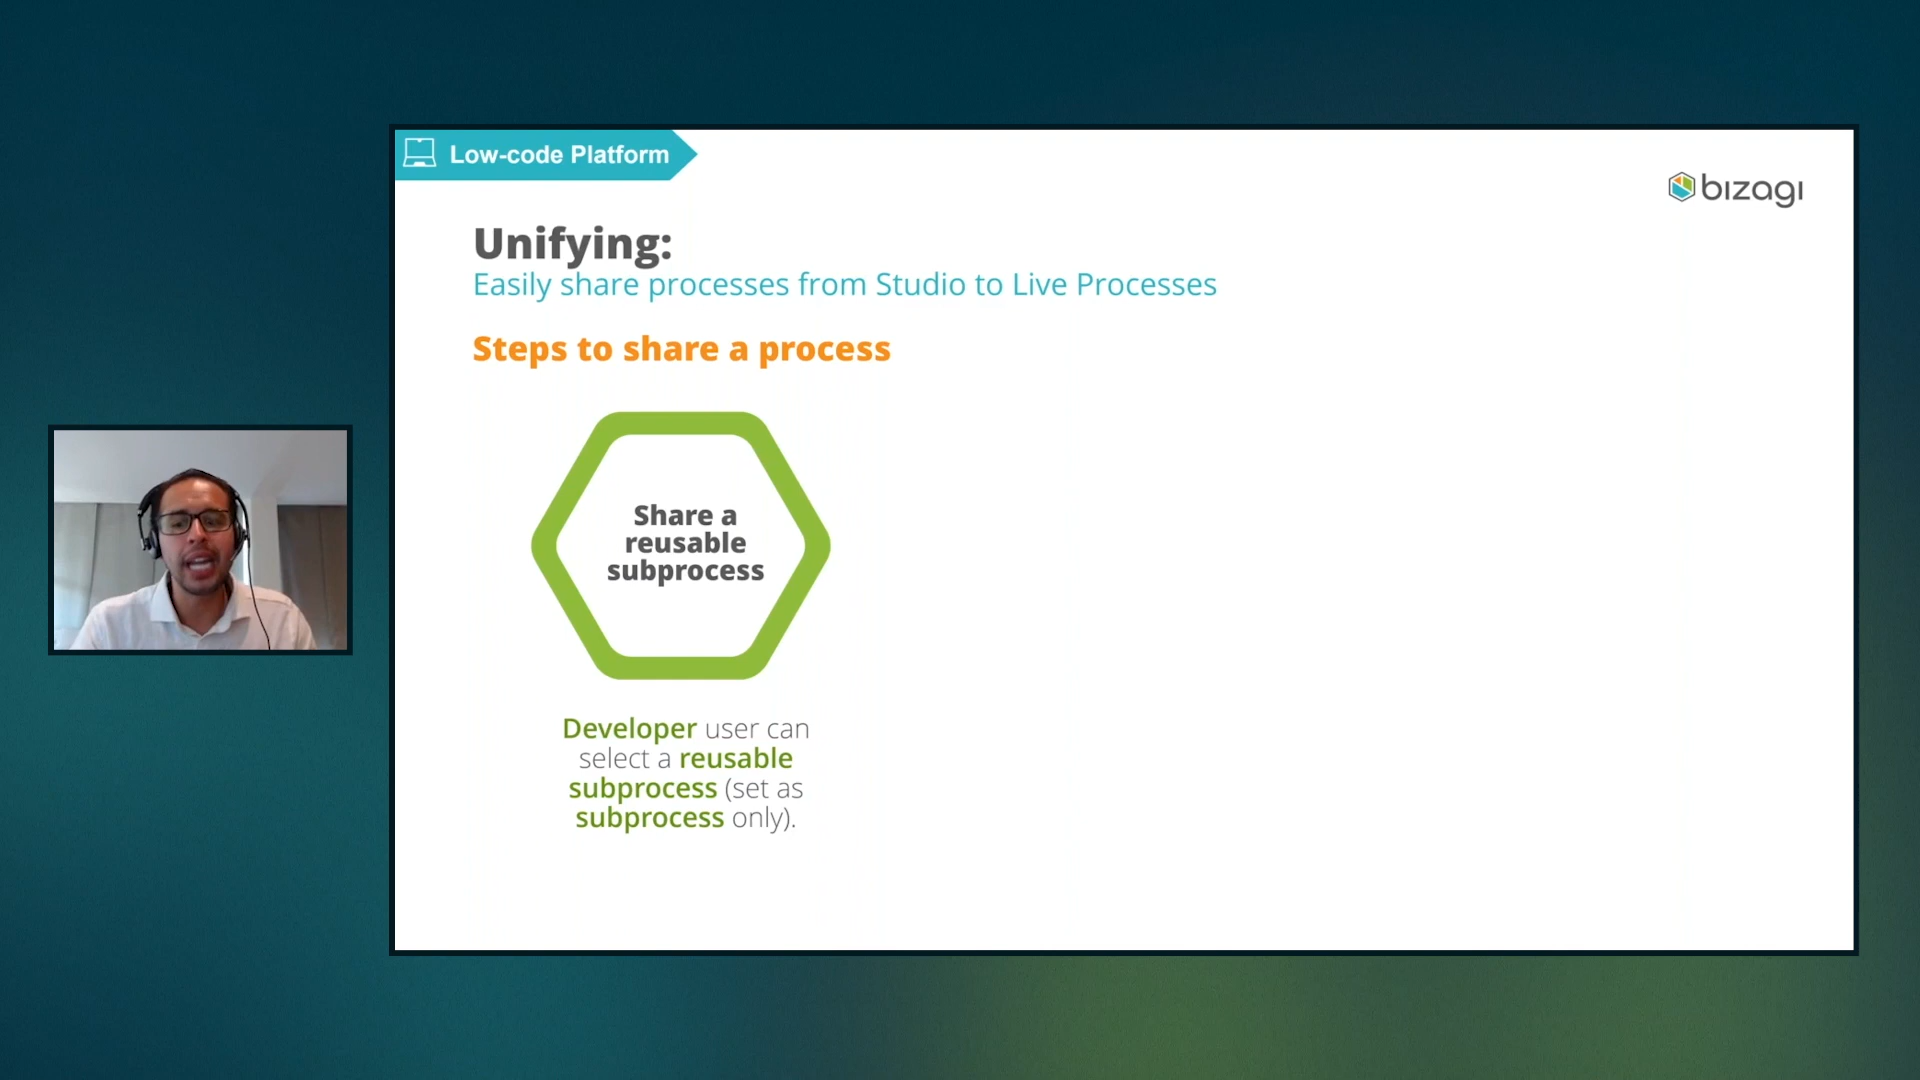 Low-code Platform
bizagi
Unifying:
Easily share processes from Studio to Live Processes
Steps to share a process
Share a
reusable
subprocess
Developer user can
select a reusable
subprocess (set as
subprocess only).